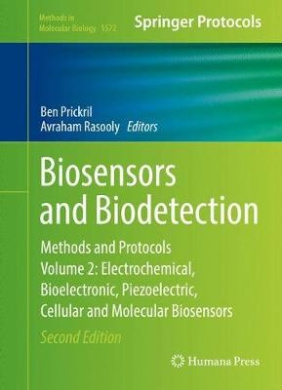 Methods in
Molecular Biology 1572
Springer Protocols
Ben Prickril
Avraham Rasooly Editors
Biosensors
and Biodetection
Methods and Protocols
Volume 2: Electrochemical,
Bioelectronic, Piezoelectric,
Cellular and Molecular Biosensors
Second Edition
Humana Press